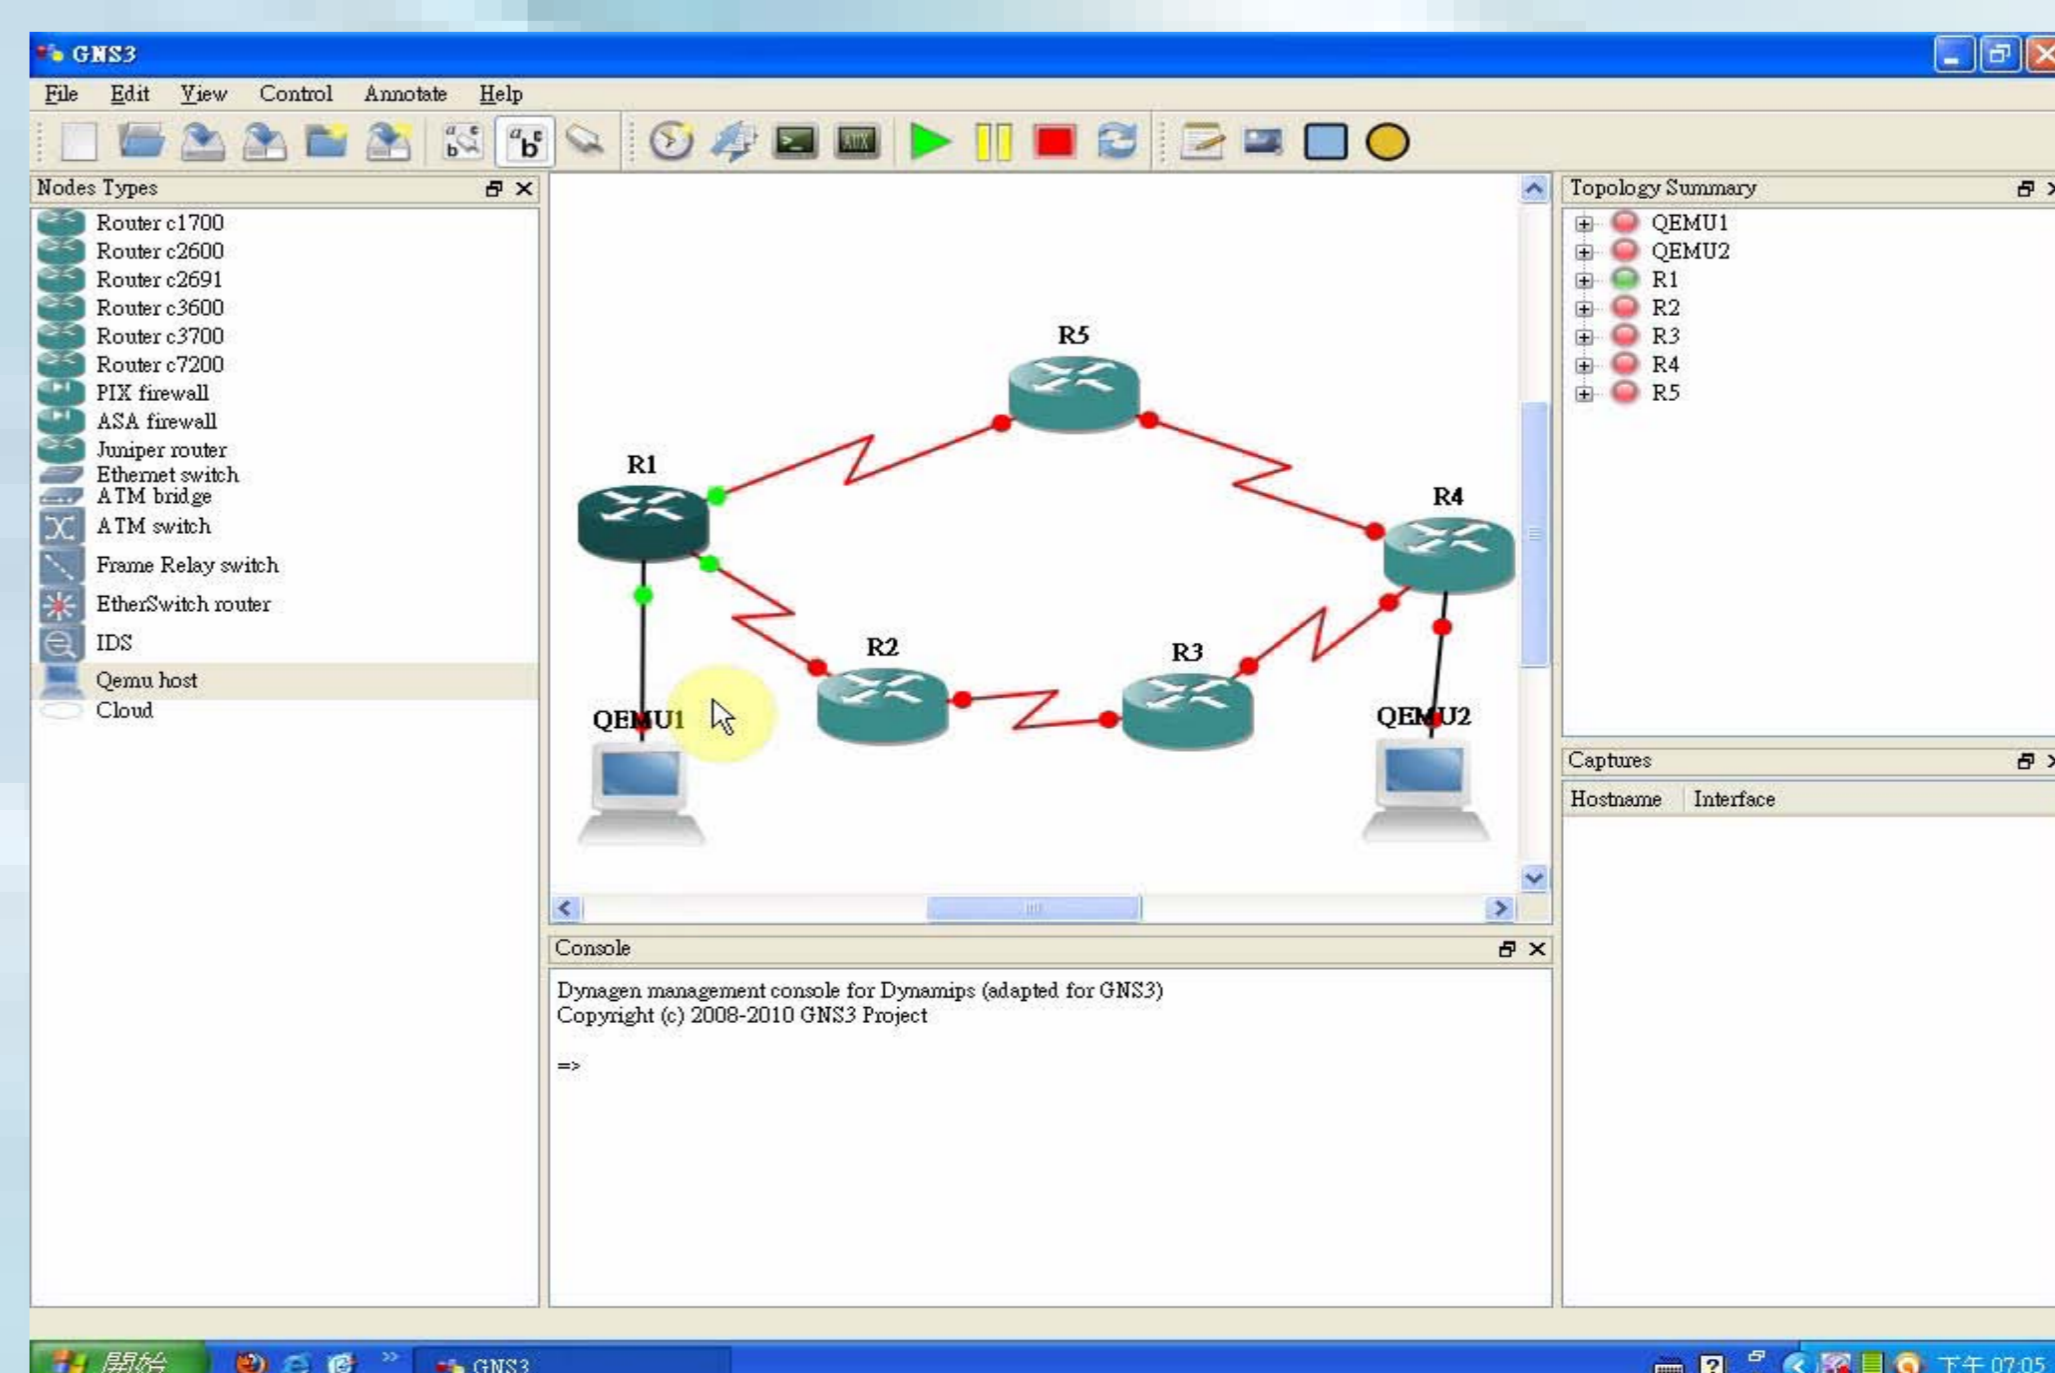 GNS3
File Edit View Control Annotate Help
AUX
Nodes Types
Router c1700
Router c2600
Router c2691
Router c3600
Router c3700
Router c7200
PIX firewall
ASA firewall
Juniper router
Ethernet switch
ATM bridge
ATM switch
Frame Relay switch
EtherSwitch router
IDS
Qemu host
Cloud
R5
R1
R4
R2
R3
QEMU1
QEMU2
Topology Summary
QEMU1
QEMU2
R1
R2
R3
R4
R5
Captures
Hostname Interface
Console
Dynagen management console for Dynamips (adapted for GNS3)
Copyright (c) 2008-2010 GNS3 Project
=>
開始
GNS3
下午 07:05